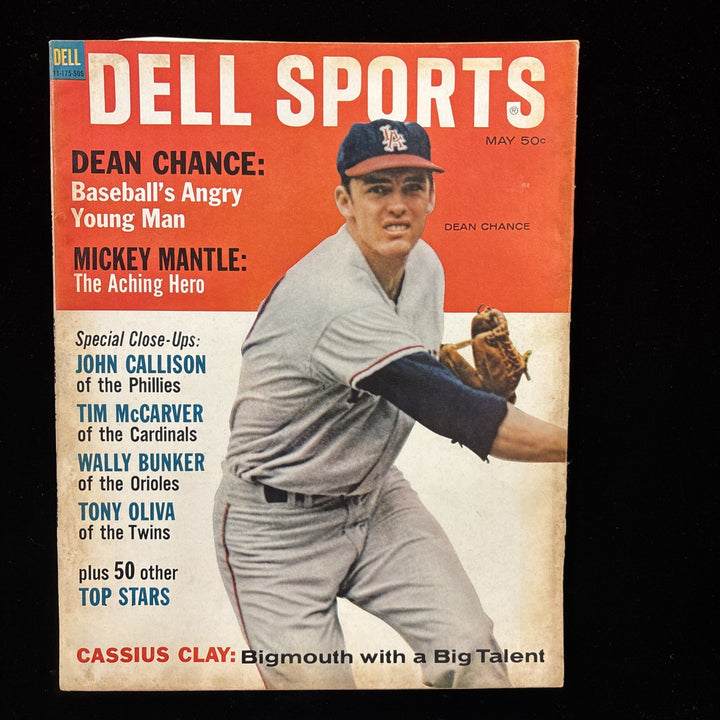 DELL
11-175-505
DELL SPORTS
MAY 50c
DEAN CHANCE:
Baseball's Angry
Young Man
DEAN CHANCE
MICKEY MANTLE:
The Aching Hero
LA
Special Close-Ups:
JOHN CALLISON
of the Phillies
TIM McCARVER
of the Cardinals
WALLY BUNKER
of the Orioles
TONY OLIVA
of the Twins
plus 50 other
TOP STARS
CASSIUS CLAY: Bigmouth with a Big Talent